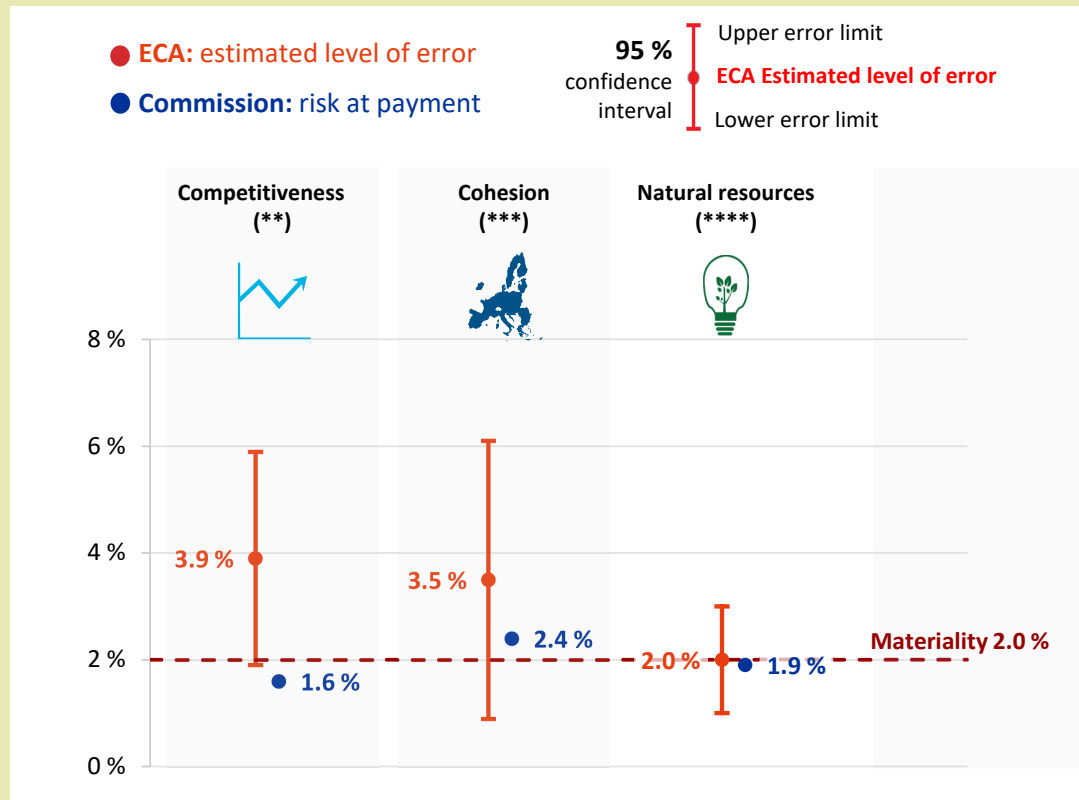 ECA: estimated level of error
Commission: risk at payment
95 %
confidence
interval
Upper error limit
ECA Estimated level of error
Lower error limit
Competitiveness
(**)
Cohesion
(***)
Natural resources
(****)
8 %
6 %
4 %
2 %
0 %
3.9 %
1.6 %
3.5 %
2.4 %
2.0 %
1.9 %
Materiality 2.0 %